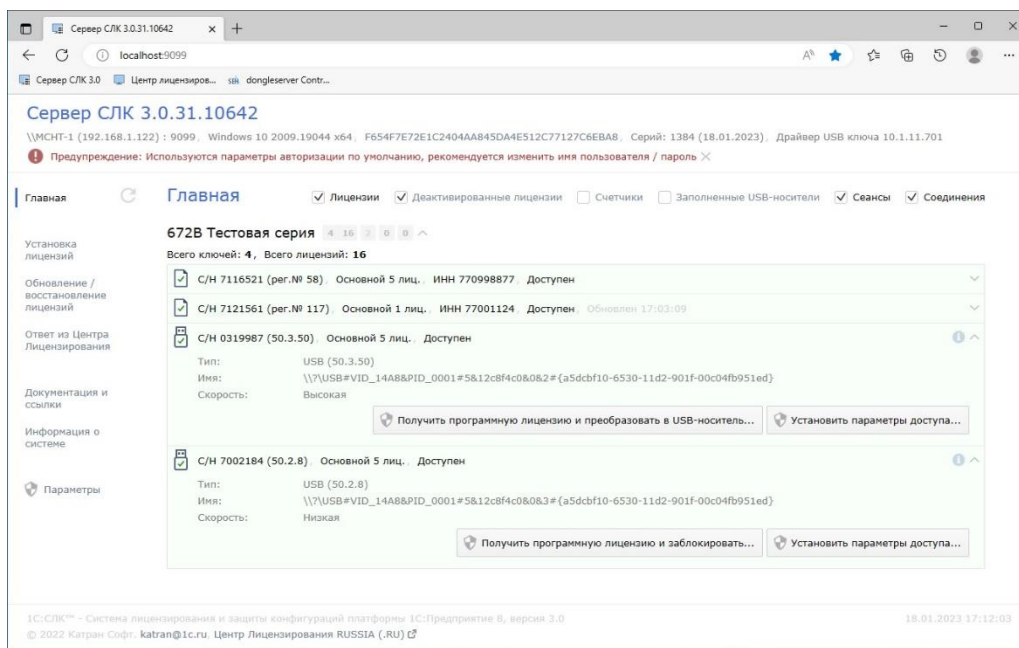 Сервер СЛК 3.0.31.10642
localhost:9099
Сервер СЛК 3.0
Центр лицензиров...
dongleserver Contr...
Сервер СЛК 3.0.31.10642
\\МСНТ-1 (192.168.1.122) : 9099, Windows 10 2009.19044 x64, F654F7E72E1C2404AA845DA4E512C77127C6EBA8, Серий: 1384 (18.01.2023), Драйвер USB ключа 10.1.11.701
Предупреждение: Используются параметры авторизации по умолчанию, рекомендуется изменить имя пользователя / пароль
Главная
Установка
лицензий
Обновление /
восстановление
лицензий
Ответ из Центра
Лицензирования
Документация и
ссылки
Информация о
системе
Параметры
Главная
Лицензии Деактивированные лицензии Счетчики Заполненные USB-носители Сеансы Соединения
672B Тестовая серия 4 16 2 0 0
Всего ключей: 4, Всего лицензий: 16
С/Н 7116521 (рег.№ 58), Основной 5 лиц., ИНН 770998877, Доступен
С/Н 7121561 (рег.№ 117), Основной 1 лиц., ИНН 77001124, Доступен, Обновлен 17:03:09
С/Н 0319987 (50.3.50), Основной 5 лиц., Доступен
Тип: USB (50.3.50)
Имя: \\?\USB#VID_14A8&PID_0001#5&12c8f4c0&0&2#{a5dcbf10-6530-11d2-901f-00c04fb951ed}
Скорость: Высокая
Получить программную лицензию и преобразовать в USB-носитель...
Установить параметры доступа...
С/Н 7002184 (50.2.8), Основной 5 лиц., Доступен
Тип: USB (50.2.8)
Имя: \\?\USB#VID_14A8&PID_0001#5&12c8f4c0&0&3#{a5dcbf10-6530-11d2-901f-00c04fb951ed}
Скорость: Низкая
Получить программную лицензию и заблокировать...
Установить параметры доступа...
1С:СЛК™ - Система лицензирования и защиты конфигураций платформы 1С:Предприятие 8, версия 3.0
18.01.2023 17:12:03
© 2022 Катран Софт, katran@1c.ru, Центр Лицензирования RUSSIA (.RU)